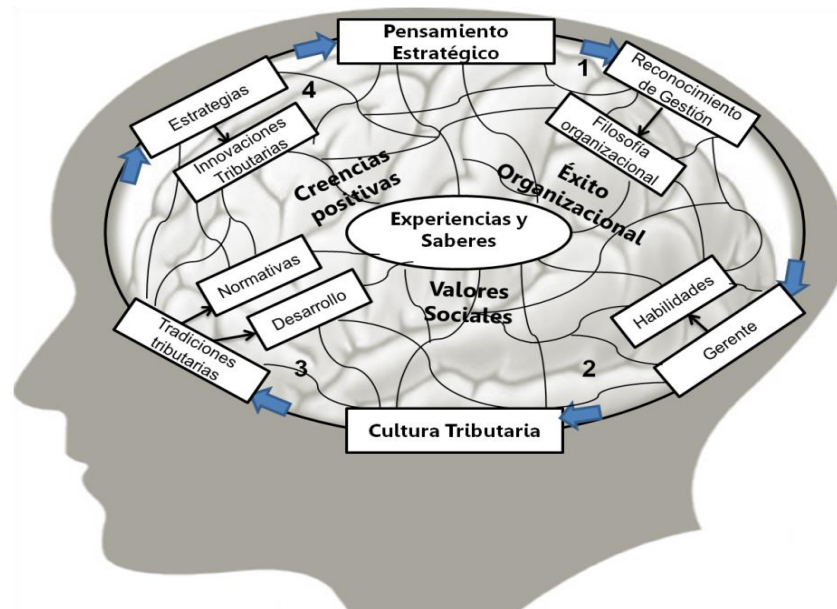 Pensamiento
Estratégico
1
Reconocimiento
de Gestión
Filosofía
organizacional
4
Estrategias
Innovaciones
Tributarias
Creencias
positivas
Éxito
Organizacional
Experiencias y
Saberes
Valores
Sociales
Normativas
Desarrollo
Tradiciones
tributarias
3
Habilidades
Gerente
2
Cultura Tributaria